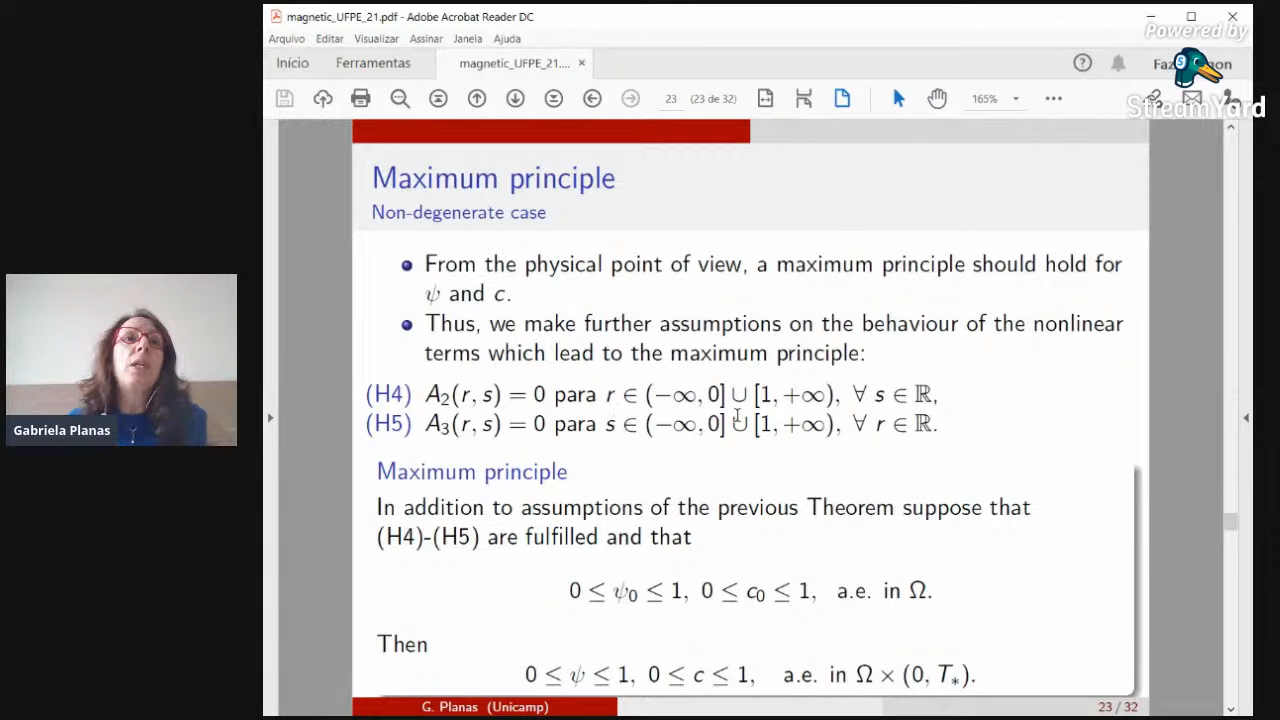 magnetic_UFPE_21.pdf - Adobe Acrobat Reader DC
Powered by
Arquivo Editar Visualizar Assinar Janela Ajuda
Início Ferramentas magnetic_UFPE_21.... ×
StreamYard
23 (23 de 32) 165%
Maximum principle
Non-degenerate case
From the physical point of view, a maximum principle should hold for
ψ and c.
Thus, we make further assumptions on the behaviour of the nonlinear
terms which lead to the maximum principle:
(H4) A₂(r, s) = 0 para r ∈ (−∞, 0] ∪ [1, +∞), ∀ s ∈ ℝ,
(H5) A₃(r, s) = 0 para s ∈ (−∞, 0] ∪ [1, +∞), ∀ r ∈ ℝ.
Maximum principle
In addition to assumptions of the previous Theorem suppose that
(H4)-(H5) are fulfilled and that
0 ≤ ψ₀ ≤ 1, 0 ≤ c₀ ≤ 1, a.e. in Ω.
Then
0 ≤ ψ ≤ 1, 0 ≤ c ≤ 1, a.e. in Ω × (0, T∗).
G. Planas (Unicamp) 23 / 32
Gabriela Planas